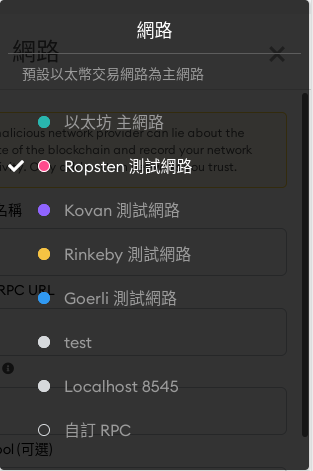 網路
網路
預設以太幣交易網路為主網路
以太坊 主網路
alicious network provider can lie about the
te of the blockchain and record your network
Ropsten 測試網路
u trust.
名稱
Kovan 測試網路
Rinkeby 測試網路
RPC URL
Goerli 測試網路
test
Localhost 8545
自訂 RPC
ool (可選)